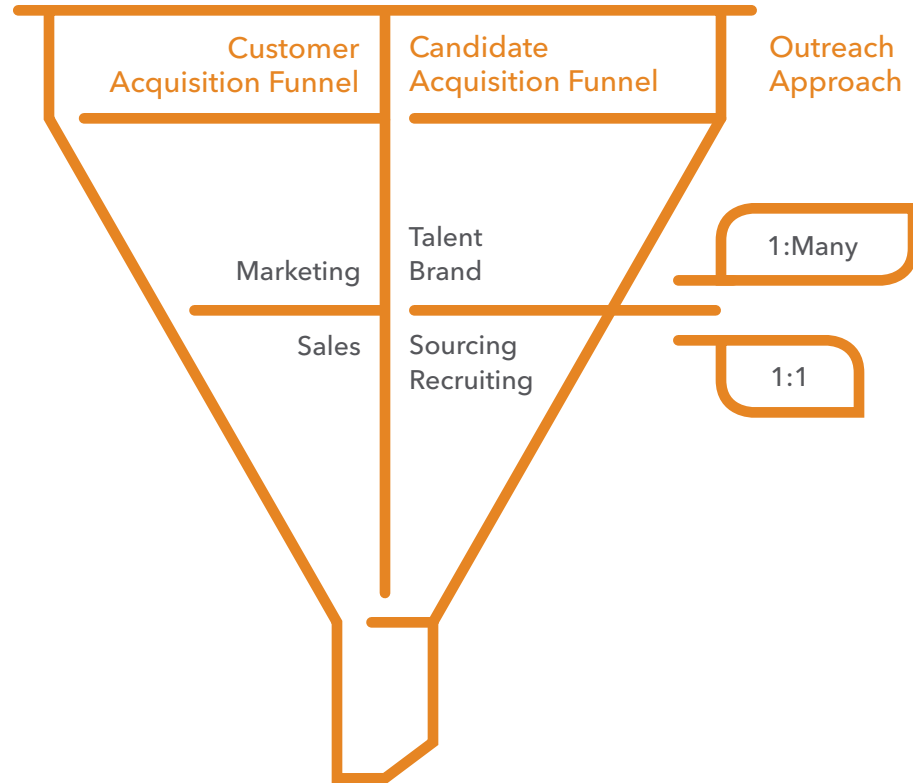 Customer
Acquisition Funnel
Candidate
Acquisition Funnel
Outreach
Approach
Marketing
Talent
Brand
1:Many
Sales
Sourcing
Recruiting
1:1